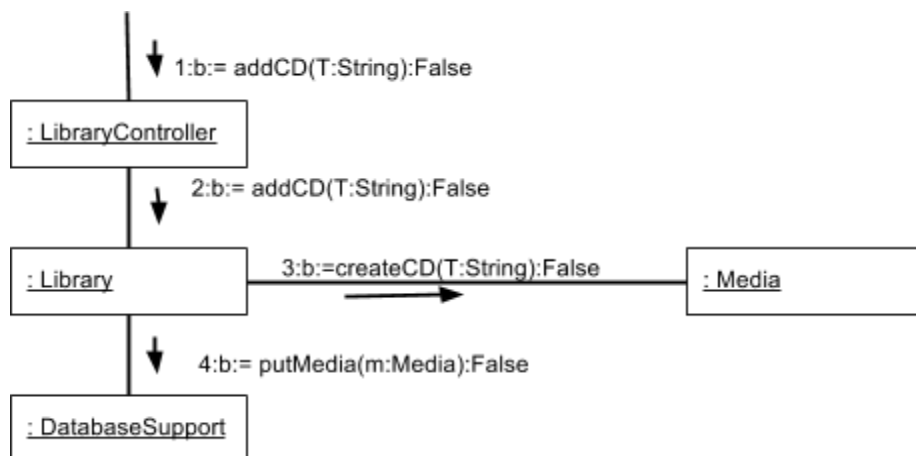 1:b:= addCD(T:String):False
: LibraryController
2:b:= addCD(T:String):False
3:b:=createCD(T:String):False
: Library
: Media
4:b:= putMedia(m:Media):False
: DatabaseSupport